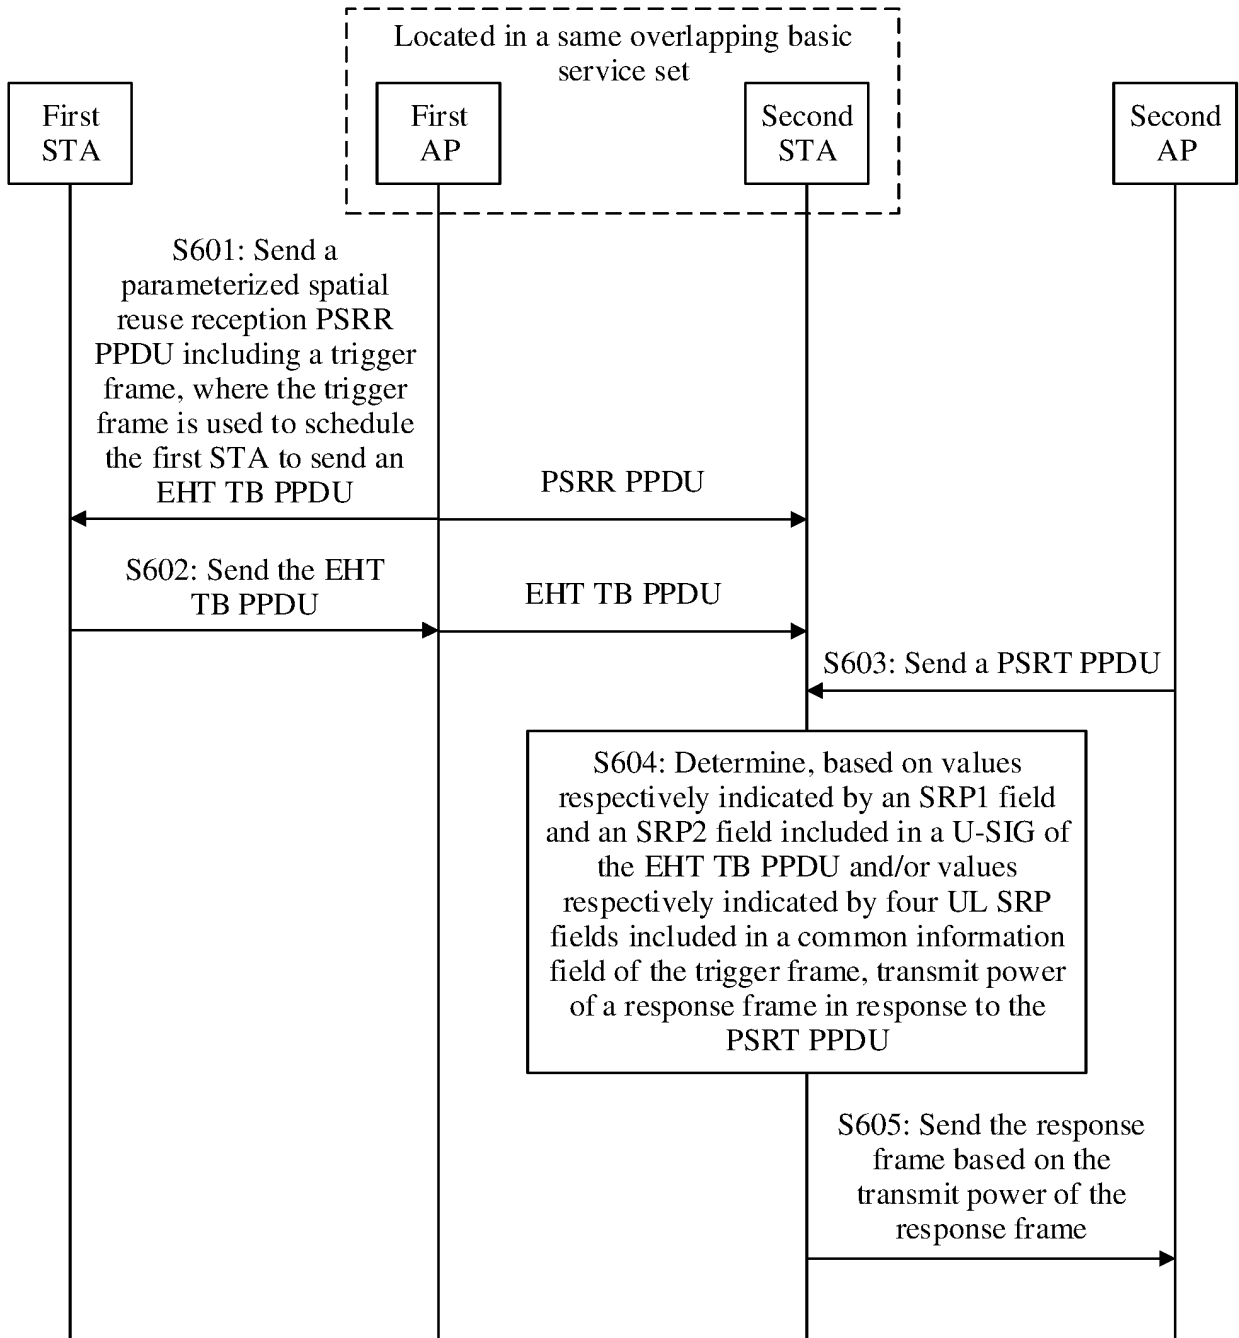 Located in a same overlapping basic
service set
First
STA
First
AP
Second
STA
Second
AP
S601: Send a
parameterized spatial
reuse reception PSRR
PPDU including a trigger
frame, where the trigger
frame is used to schedule
the first STA to send an
EHT TB PPDU
PSRR PPDU
S602: Send the EHT
TB PPDU
EHT TB PPDU
S603: Send a PSRT PPDU
S604: Determine, based on values
respectively indicated by an SRP1 field
and an SRP2 field included in a U-SIG of
the EHT TB PPDU and/or values
respectively indicated by four UL SRP
fields included in a common information
field of the trigger frame, transmit power
of a response frame in response to the
PSRT PPDU
S605: Send the response
frame based on the
transmit power of the
response frame